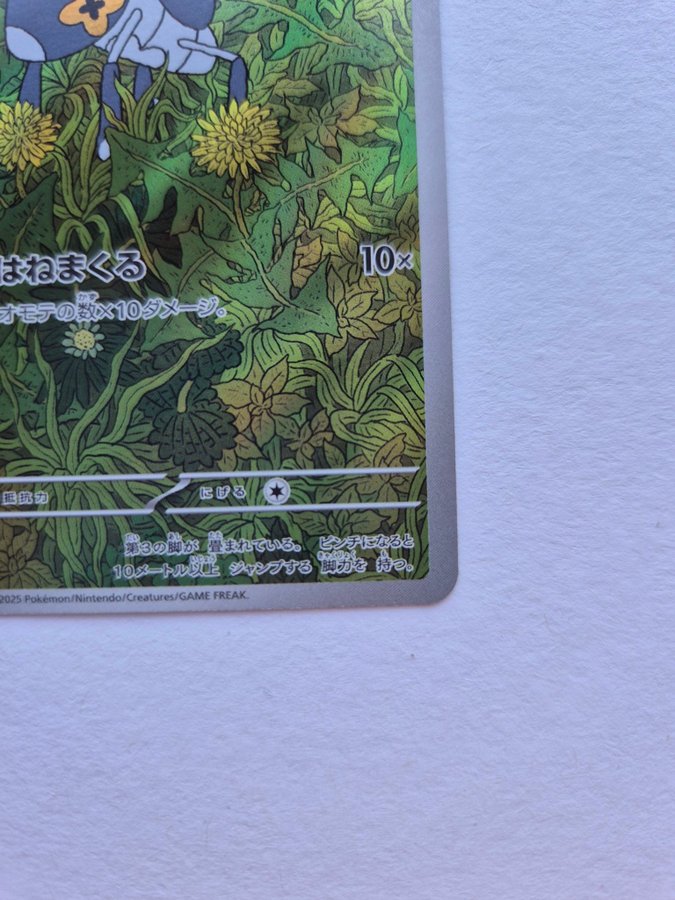 はねまくる 10×
オモテの数×10ダメージ。
抵抗力 にげる
第3の脚が 畳まれている。 ピンチになると
10メートル以上 ジャンプする 脚力を 持つ。
2025 Pokémon/Nintendo/Creatures/GAME FREAK.